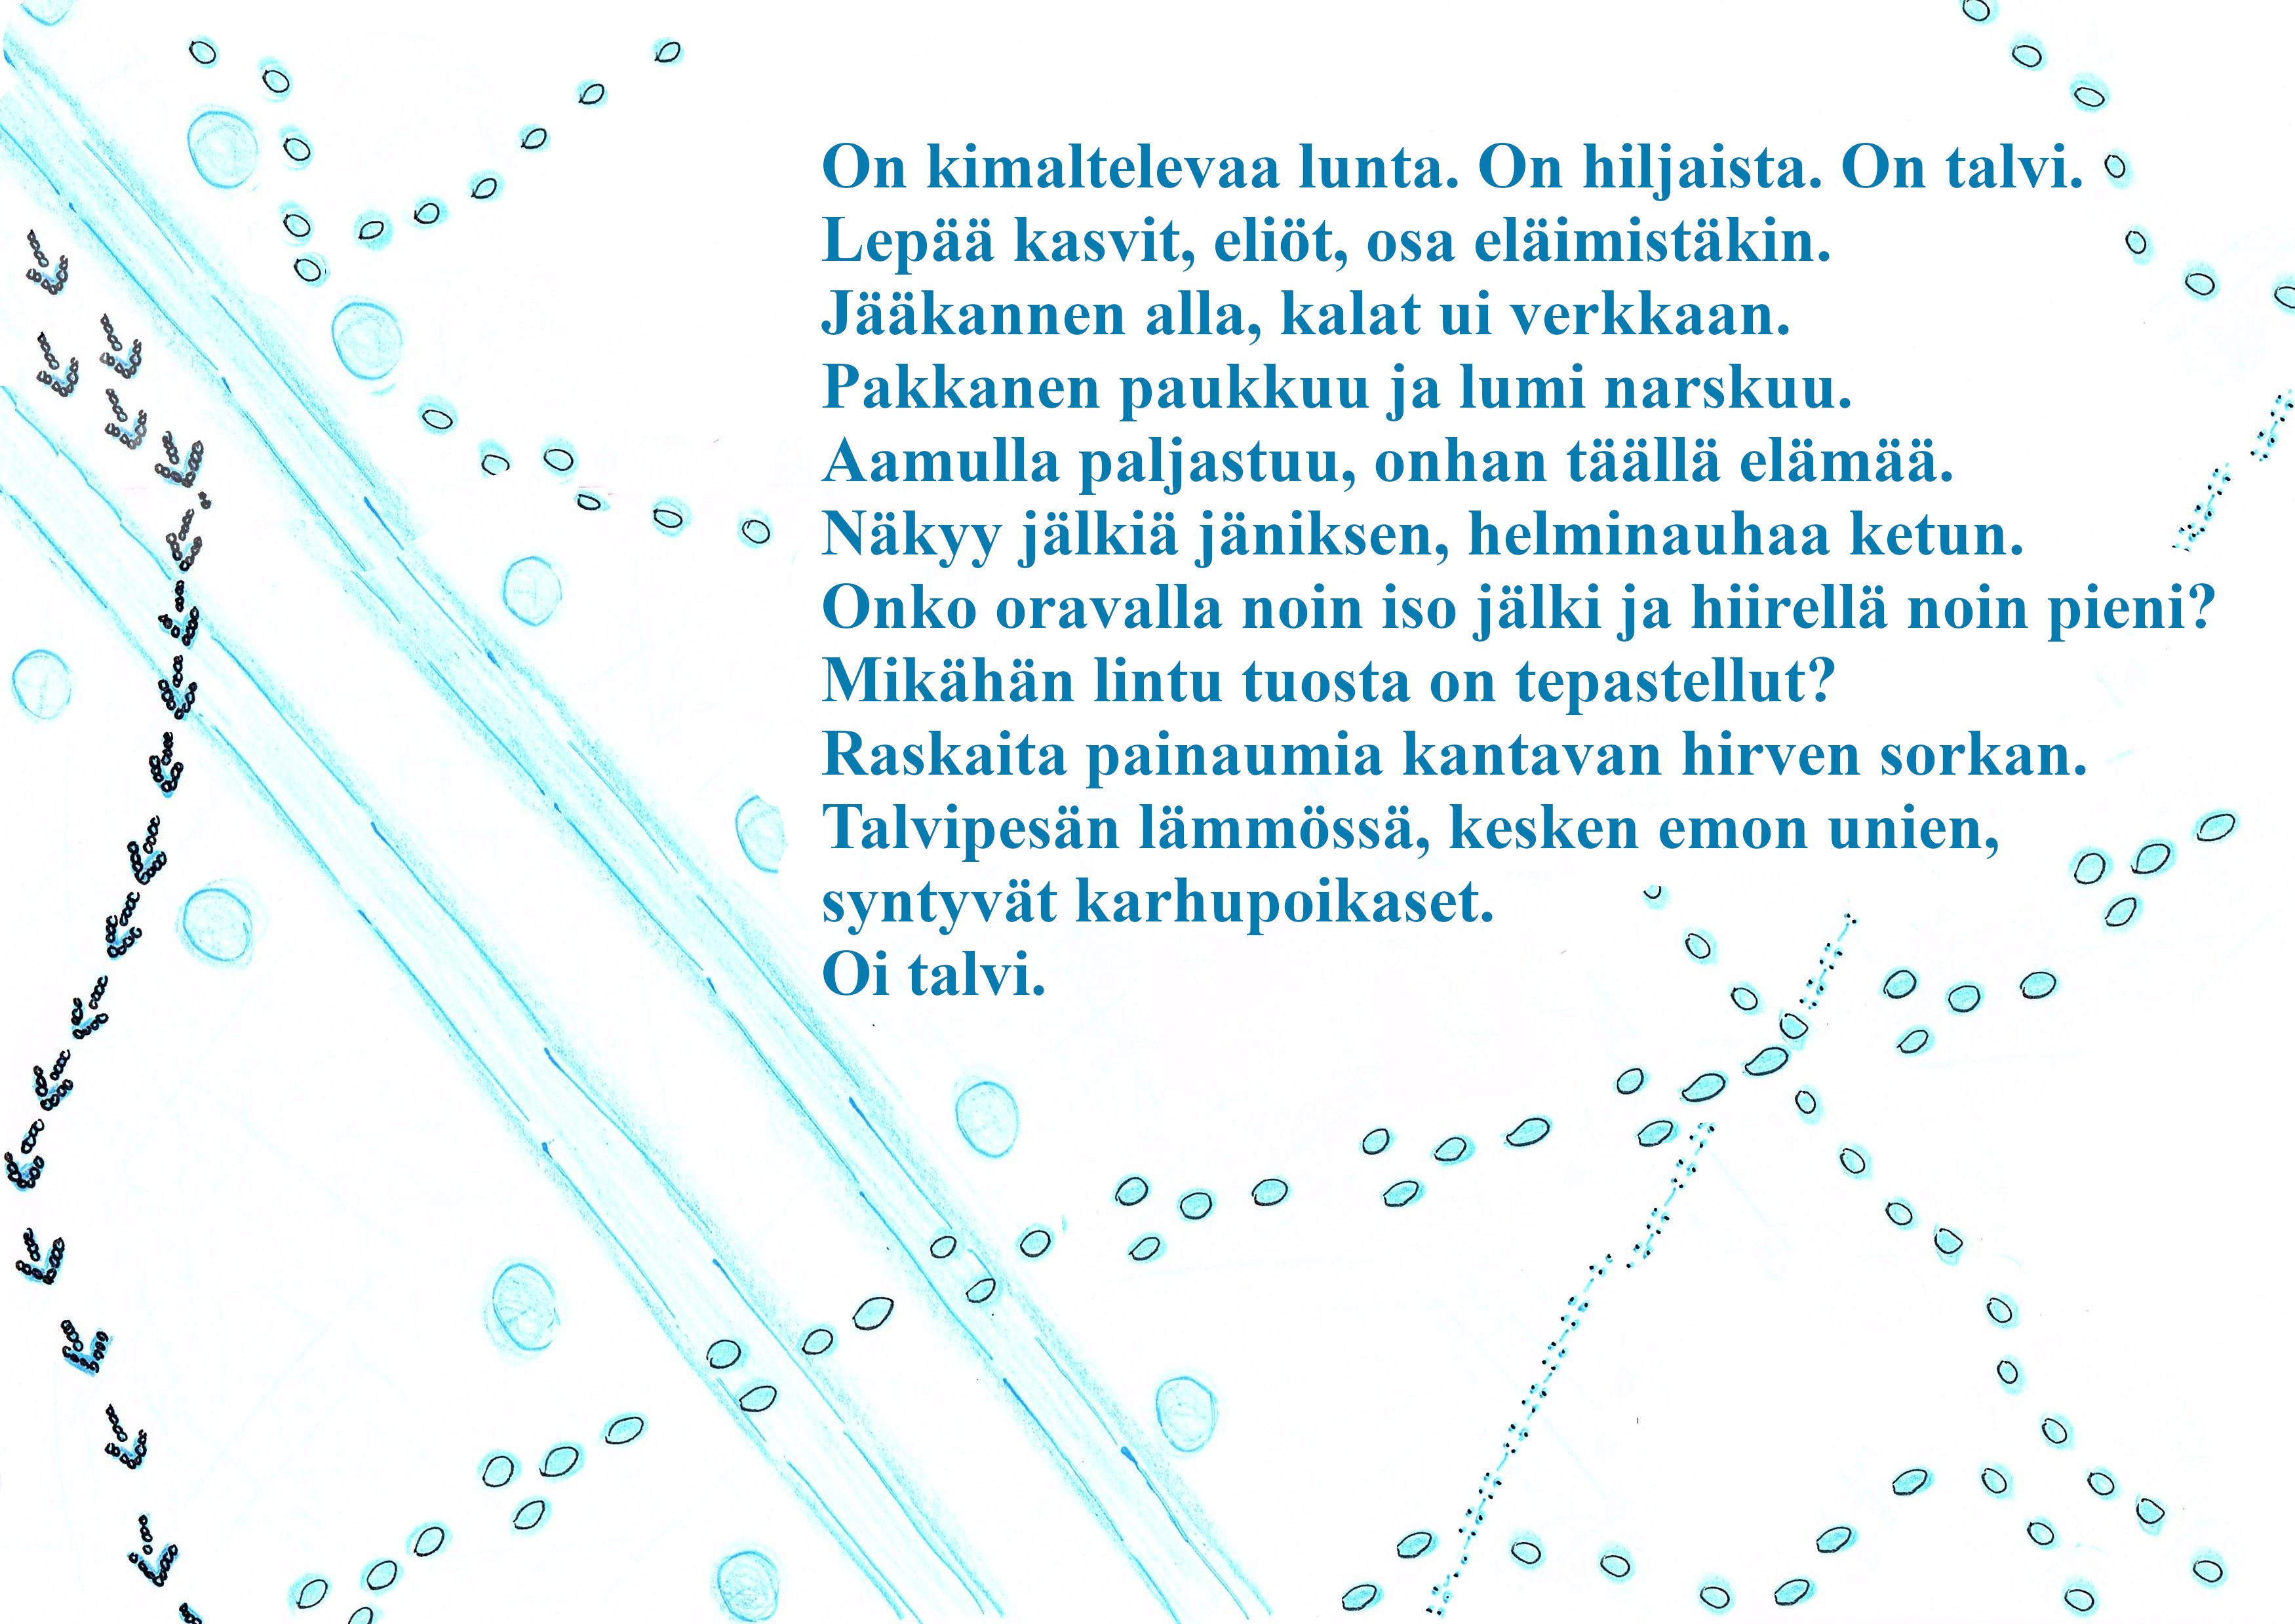 On kimaltelevaa lunta. On hiljaista. On talvi.
Lepää kasvit, eliöt, osa eläimistäkin.
Jääkannen alla, kalat ui verkkaan.
Pakkanen paukkuu ja lumi narskuu.
Aamulla paljastuu, onhan täällä elämää.
Näkyy jälkiä jäniksen, helminauhaa ketun.
Onko oravalla noin iso jälki ja hiirellä noin pieni?
Mikähän lintu tuosta on tepastellut?
Raskaita painaumia kantavan hirven sorkan.
Talvipesän lämmössä, kesken emon unien,
syntyvät karhupoikaset.
Oi talvi.